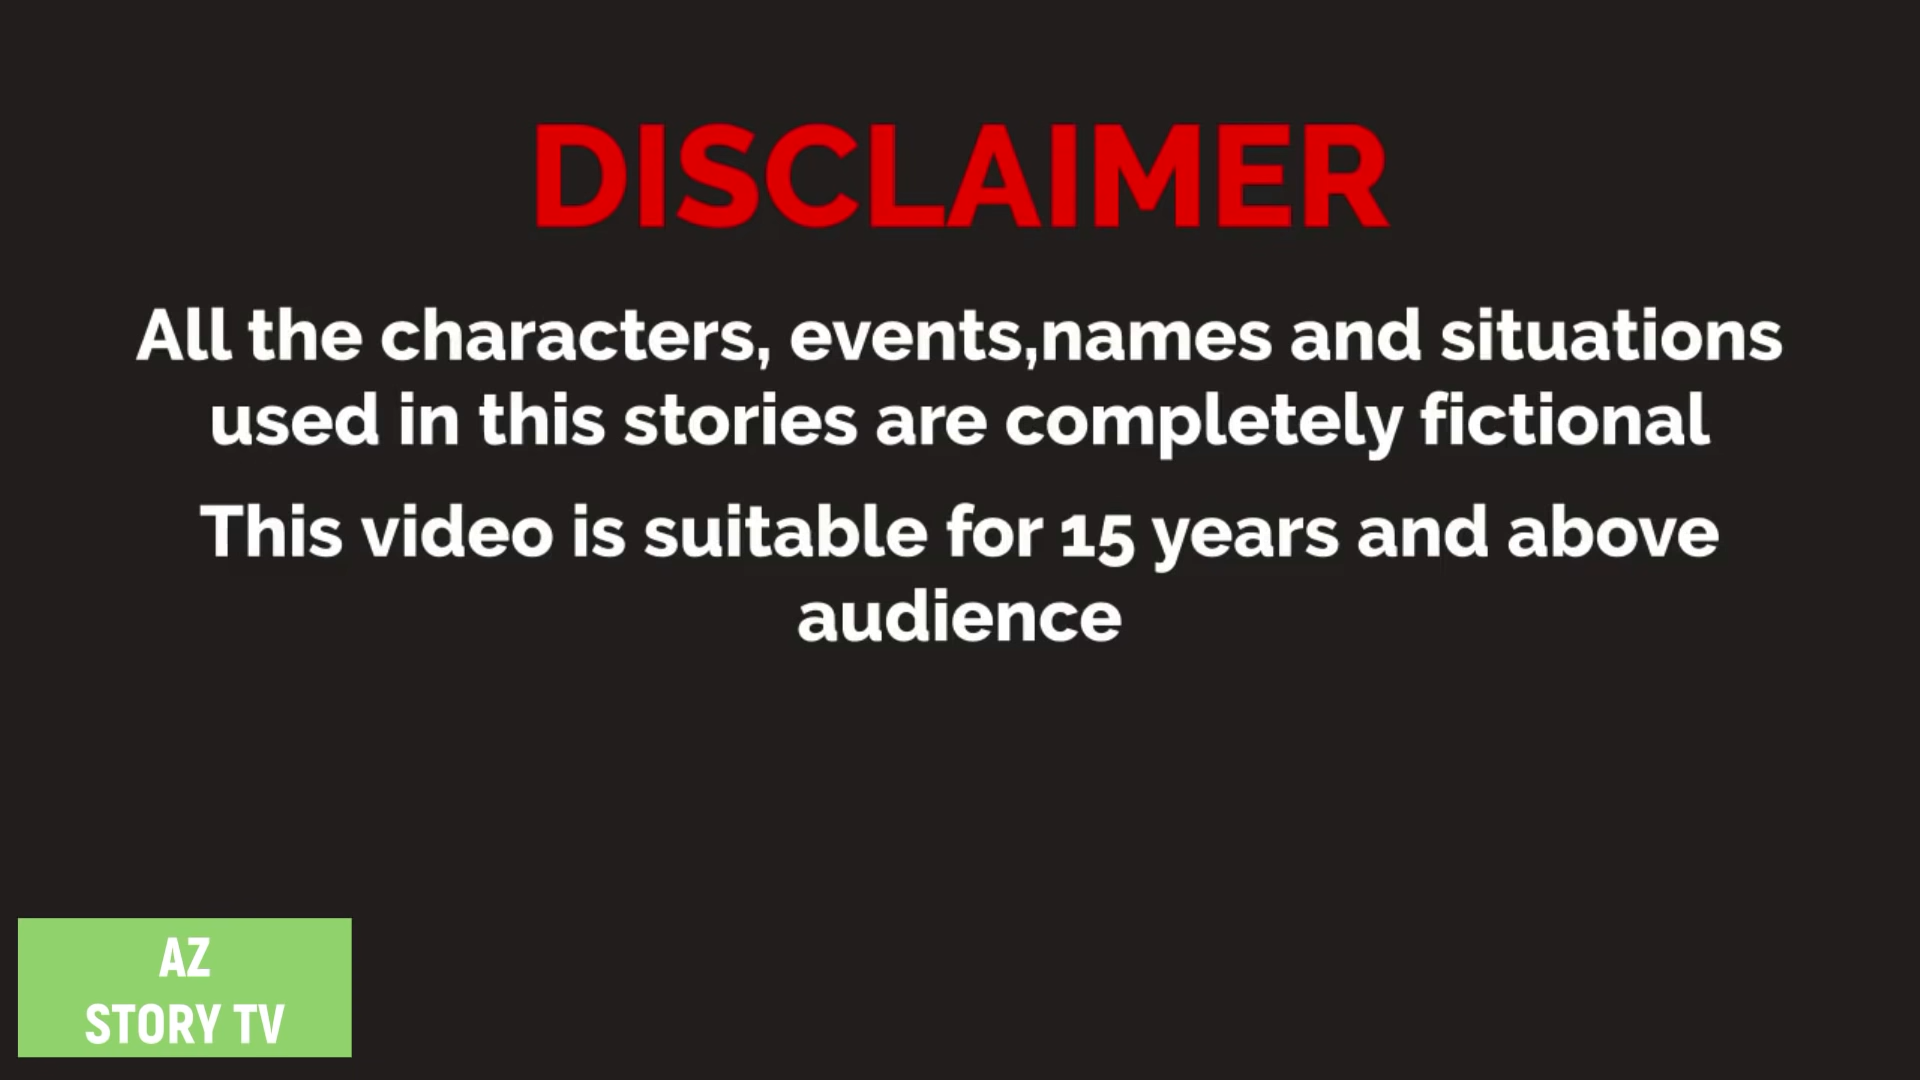 DISCLAIMER
All the characters, events,names and situations
used in this stories are completely fictional
This video is suitable for 15 years and above
audience
AZ
STORY TV